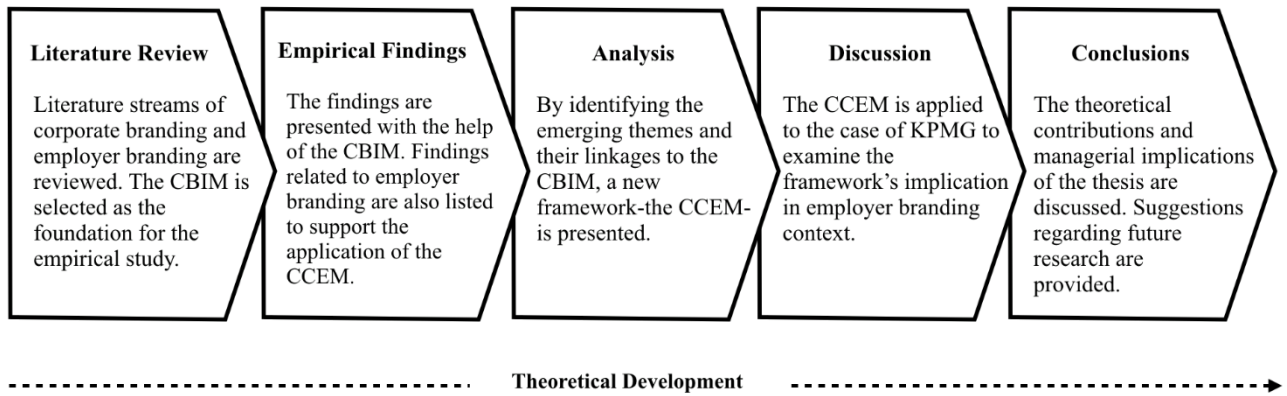 Literature Review
Literature streams of
corporate branding and
employer branding are
reviewed. The CBIM is
selected as the
foundation for the
empirical study.
Empirical Findings
The findings are
presented with the help
of the CBIM. Findings
related to employer
branding are also listed
to support the
application of the
CCEM.
Analysis
By identifying the
emerging themes and
their linkages to the
CBIM, a new
framework-the CCEM-
is presented.
Discussion
The CCEM is applied
to the case of KPMG to
examine the
framework’s implication
in employer branding
context.
Conclusions
The theoretical
contributions and
managerial implications
of the thesis are
discussed. Suggestions
regarding future
research are
provided.
Theoretical Development